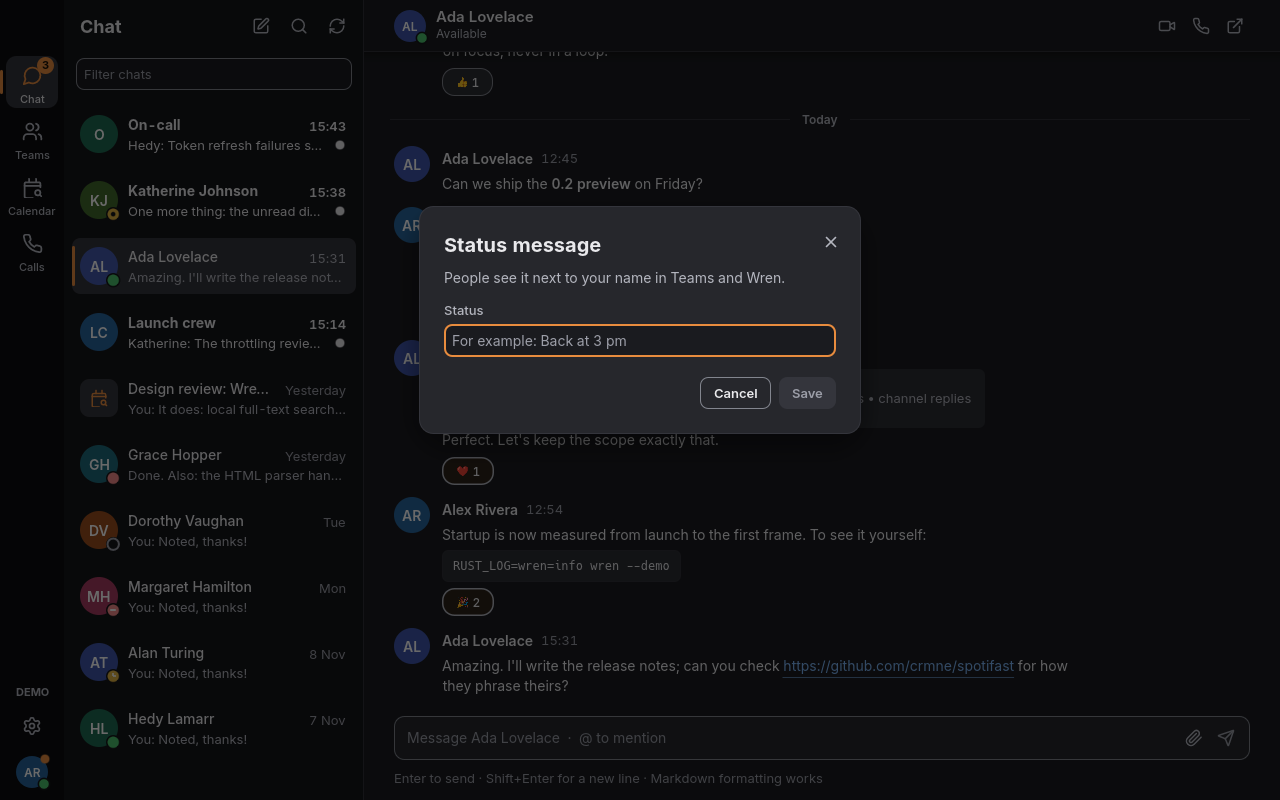 Chat
Filter chats
3
Chat
Teams
Calendar
Calls
DEMO
AR
O
On-call
15:43
Hedy: Token refresh failures s...
KJ
Katherine Johnson
15:38
One more thing: the unread di...
AL
Ada Lovelace
15:31
Amazing. I'll write the release not...
LC
Launch crew
15:14
Katherine: The throttling revie...
Design review: Wre...
Yesterday
You: It does: local full-text search...
GH
Grace Hopper
Yesterday
Done. Also: the HTML parser han...
DV
Dorothy Vaughan
Tue
You: Noted, thanks!
MH
Margaret Hamilton
Mon
You: Noted, thanks!
AT
Alan Turing
8 Nov
You: Noted, thanks!
HL
Hedy Lamarr
7 Nov
You: Noted, thanks!
AL
Ada Lovelace
Available
on focus, never in a loop.
👍 1
Today
AL
Ada Lovelace 12:45
Can we ship the 0.2 preview on Friday?
AR
Status message
People see it next to your name in Teams and Wren.
Status
For example: Back at 3 pm
Cancel
Save
AL
• channel replies
Perfect. Let's keep the scope exactly that.
❤️ 1
AR
Alex Rivera 12:54
Startup is now measured from launch to the first frame. To see it yourself:
RUST_LOG=wren=info wren --demo
🎉 2
AL
Ada Lovelace 15:31
Amazing. I'll write the release notes; can you check https://github.com/crmne/spotifast for how
they phrase theirs?
Message Ada Lovelace · @ to mention
Enter to send · Shift+Enter for a new line · Markdown formatting works